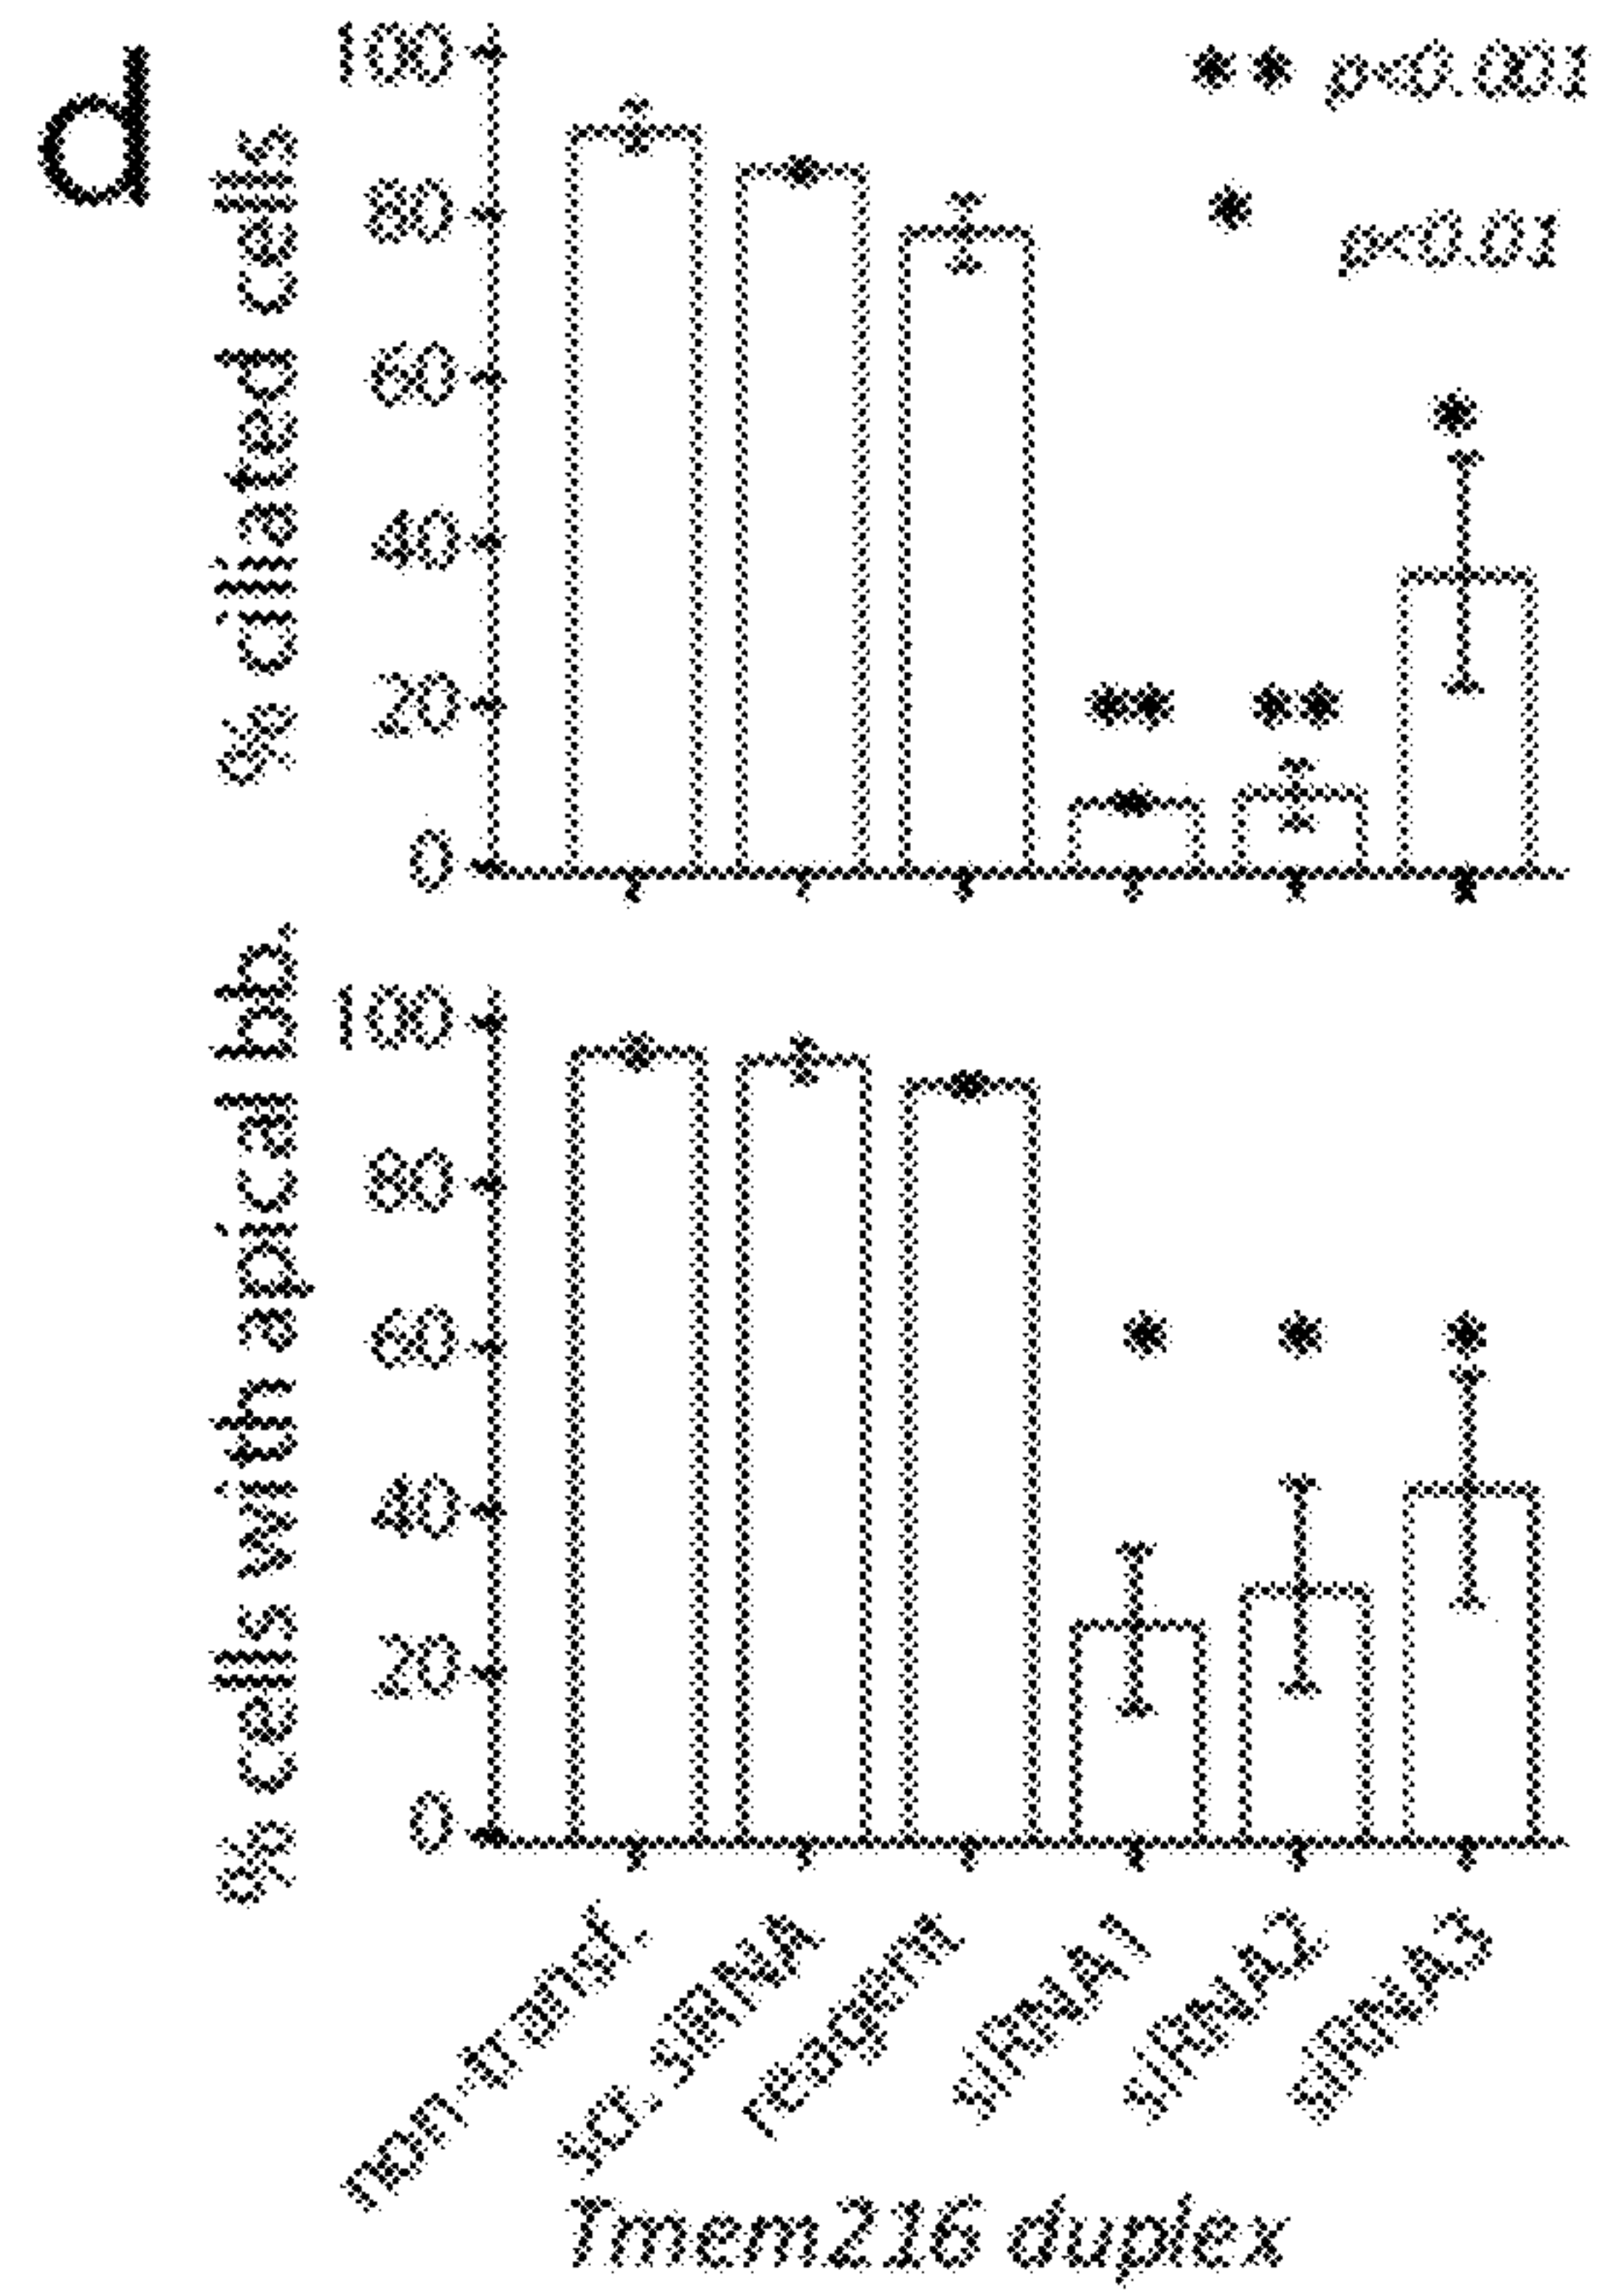 d
% ciliated cells
100
80
60
40
20
0
** p<0.001
* p<0.01
**
**
*
% cells with apical bb.
100
80
60
40
20
0
*
*
*
non-transf.
scr. siRNA
reagent
siRNA1
siRNA2
siRNA3
Tmem216 duplex